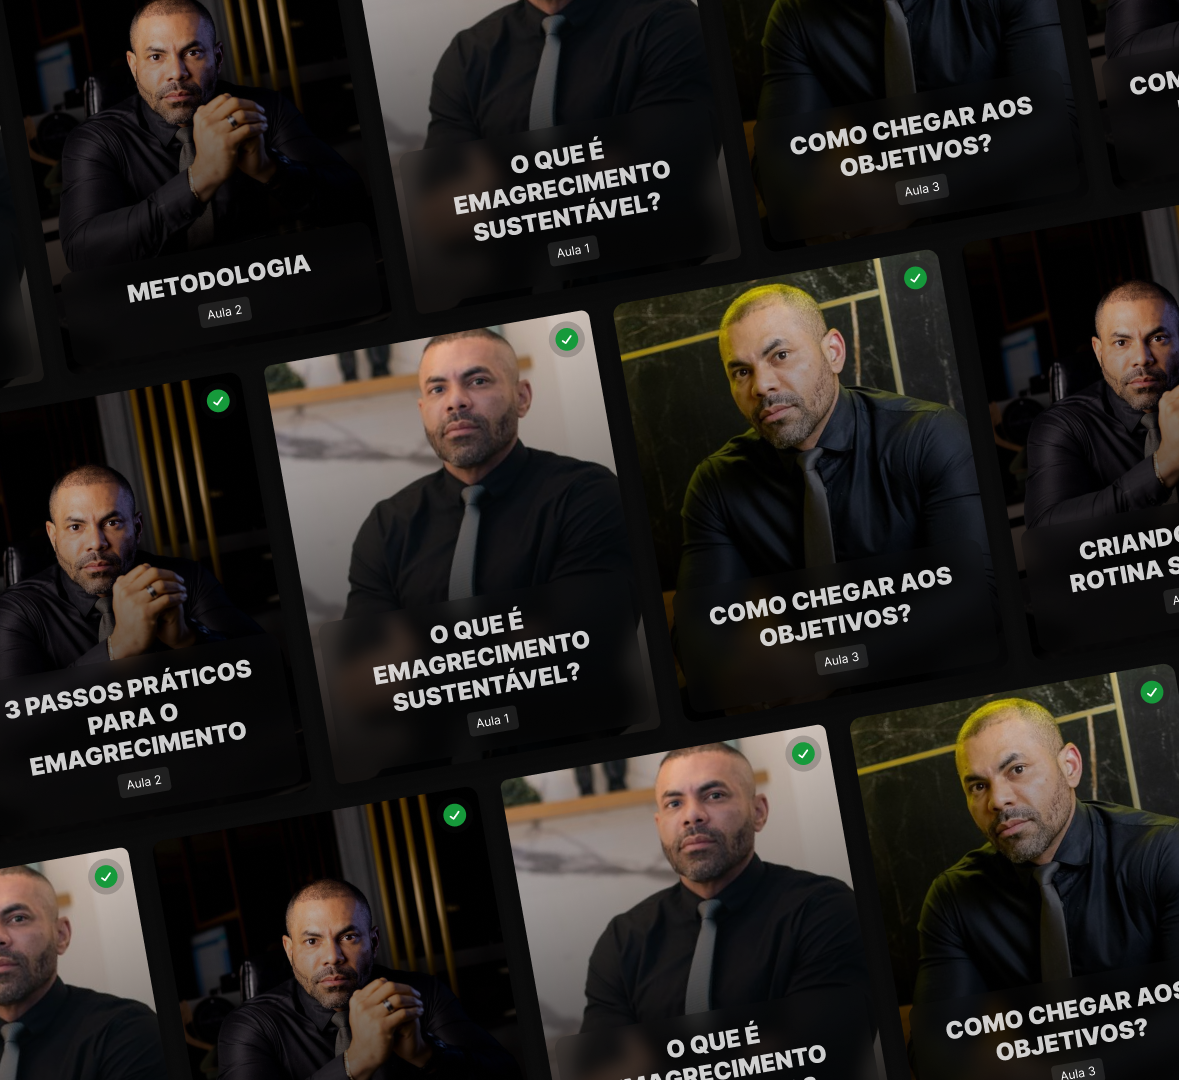 METODOLOGIA
Aula 2
O QUE É
EMAGRECIMENTO
SUSTENTÁVEL?
Aula 1
COMO CHEGAR AOS
OBJETIVOS?
Aula 3
3 PASSOS PRÁTICOS
PARA O
EMAGRECIMENTO
Aula 2
O QUE É
EMAGRECIMENTO
SUSTENTÁVEL?
Aula 1
COMO CHEGAR AOS
OBJETIVOS?
Aula 3
ROTINA
O QUE É
COMO CHEGAR AOS
OBJETIVOS?
Aula 3